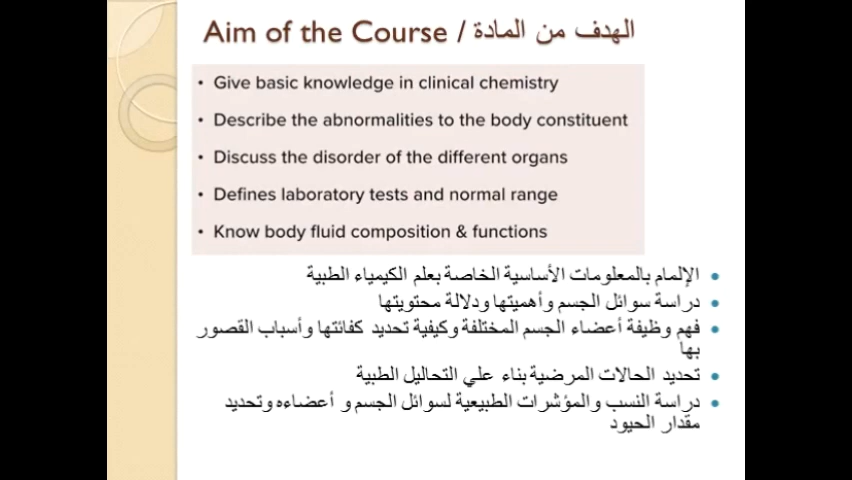 Aim of the Course / الهدف من المادة
• Give basic knowledge in clinical chemistry
• Describe the abnormalities to the body constituent
• Discuss the disorder of the different organs
• Defines laboratory tests and normal range
• Know body fluid composition & functions
• الإلمام بالمعلومات الأساسية الخاصة بعلم الكيمياء الطبية
• دراسة سوائل الجسم وأهميتها ودلالة محتويتها
• فهم وظيفة أعضاء الجسم المختلفة وكيفية تحديد كفائتها وأسباب القصور
بها
• تحديد الحالات المرضية بناء علي التحاليل الطبية
• دراسة النسب والمؤشرات الطبيعية لسوائل الجسم و أعضاءه وتحديد
مقدار الحيود